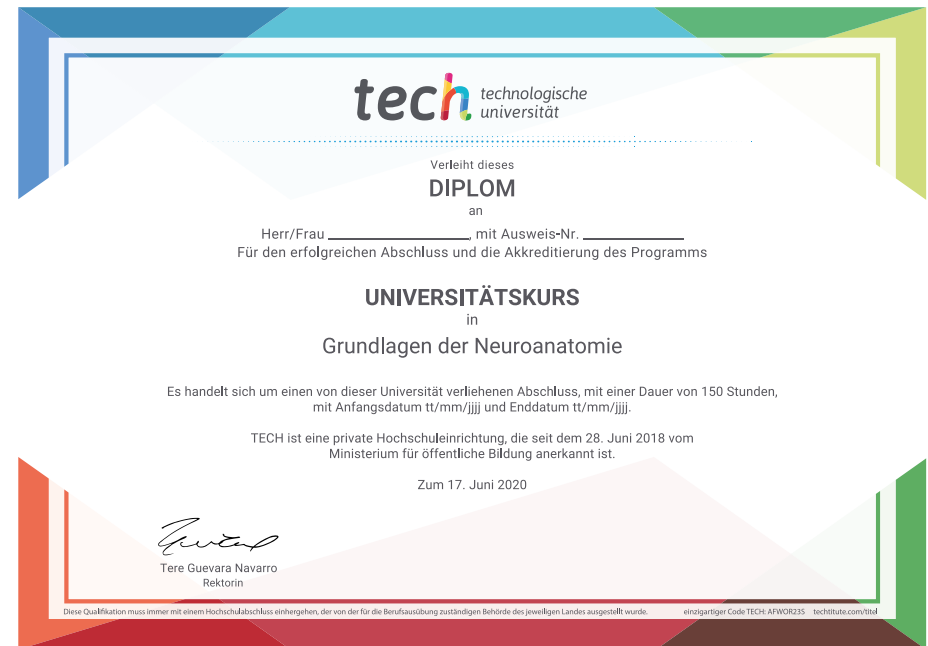 tech technologische
universität
Verleiht dieses
DIPLOM
an
Herr/Frau ____________________, mit Ausweis-Nr. ______________
Für den erfolgreichen Abschluss und die Akkreditierung des Programms
UNIVERSITÄTSKURS
in
Grundlagen der Neuroanatomie
Es handelt sich um einen von dieser Universität verliehenen Abschluss, mit einer Dauer von 150 Stunden,
mit Anfangsdatum tt/mm/jjjj und Enddatum tt/mm/jjjj.
TECH ist eine private Hochschuleinrichtung, die seit dem 28. Juni 2018 vom
Ministerium für öffentliche Bildung anerkannt ist.
Zum 17. Juni 2020
Tere Guevara Navarro
Rektorin
Diese Qualifikation muss immer mit einem Hochschulabschluss einhergehen, der von der für die Berufsausübung zuständigen Behörde des jeweiligen Landes ausgestellt wurde. einzigartiger Code TECH: AFWOR23S techtitute.com/titel